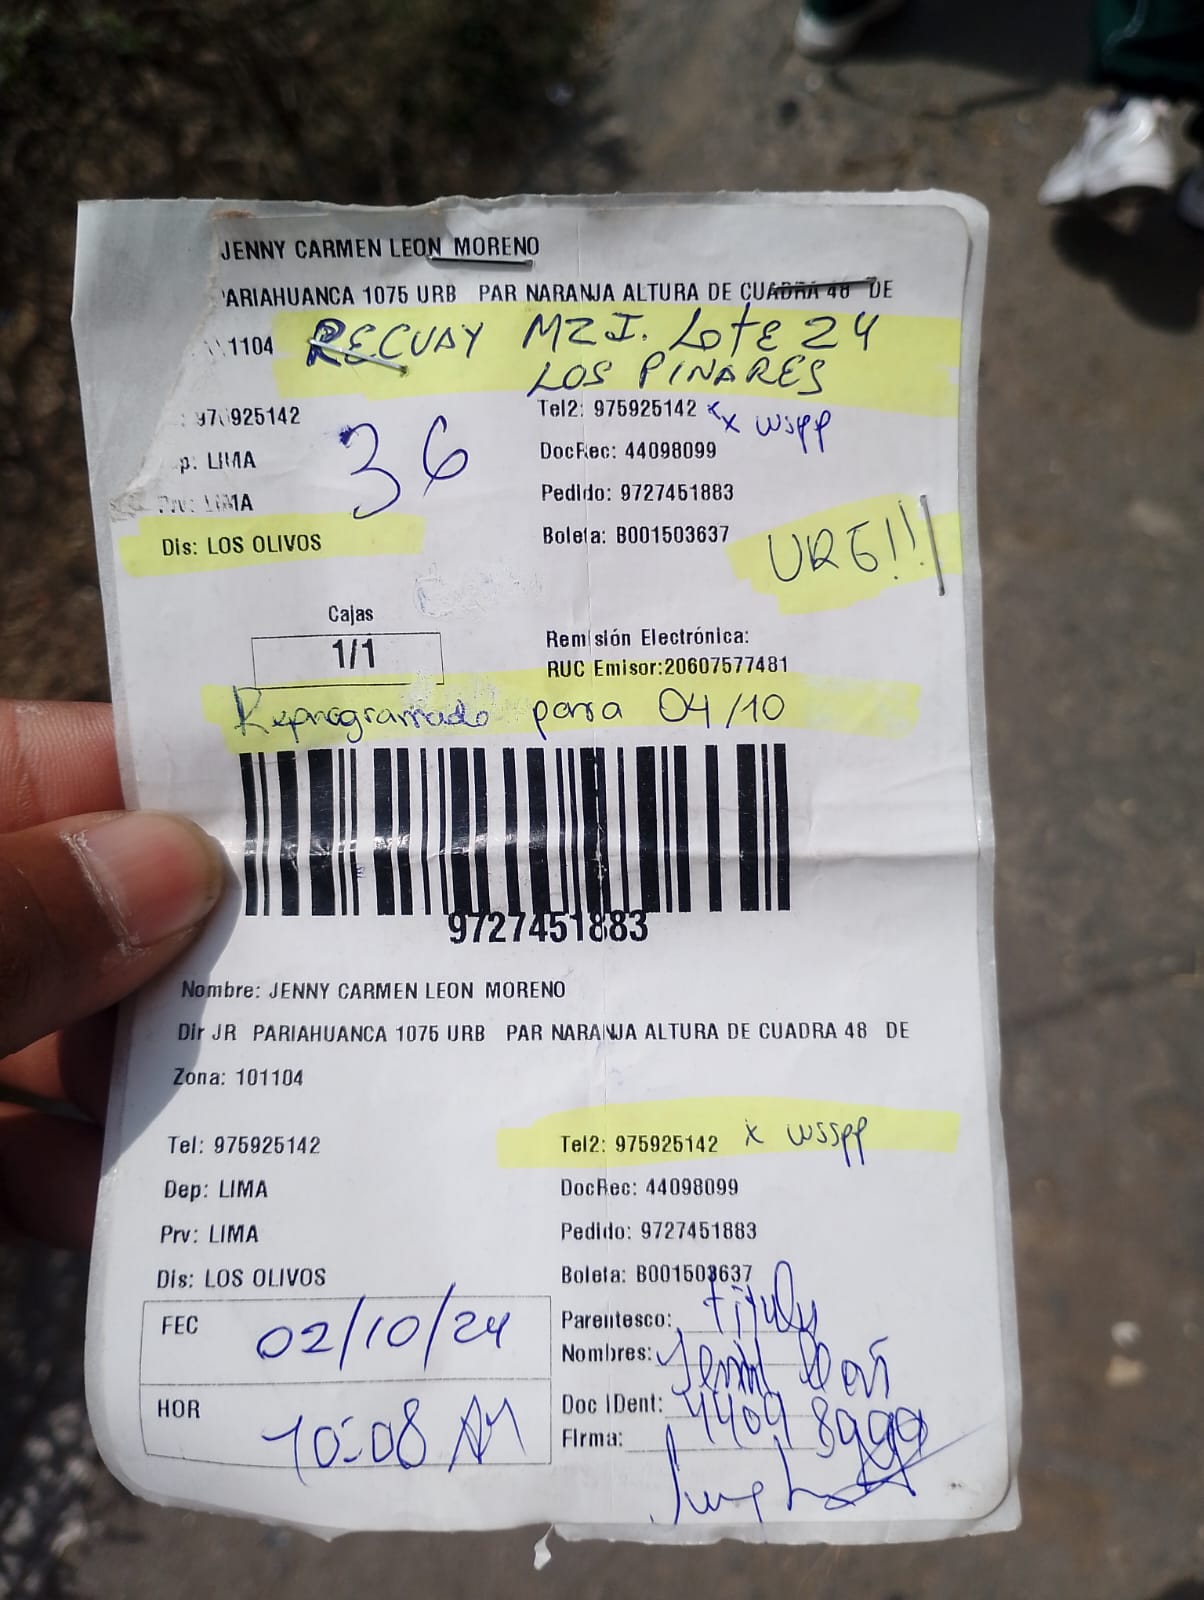 JENNY CARMEN LEON MORENO
PARIAHUANCA 1075 URB PAR NARANJA ALTURA DE CUADRA 48 DE
1104 RECUAY MZ I. LOTE 24
LOS PINARES
: 975925142 Tel2: 975925142 x wspp
p: LIMA 36 DocRec: 44098099
Prv: LIMA Pedido: 9727451883
Dis: LOS OLIVOS Boleta: B001503637 URG!!!
Cajas
1/1
Remisión Electrónica:
RUC Emisor:20607577481
Reprogramado para 04/10
9727451883
Nombre: JENNY CARMEN LEON MORENO
Dir JR PARIAHUANCA 1075 URB PAR NARANJA ALTURA DE CUADRA 48 DE
Zona: 101104
Tel: 975925142 Tel2: 975925142 x wsspp
Dep: LIMA DocRec: 44098099
Prv: LIMA Pedido: 9727451883
Dis: LOS OLIVOS Boleta: B001503637
FEC 02/10/24
HOR 10:08 AM
Parentesco:
Nombres: León
Doc IDent: 44098099
Firma: